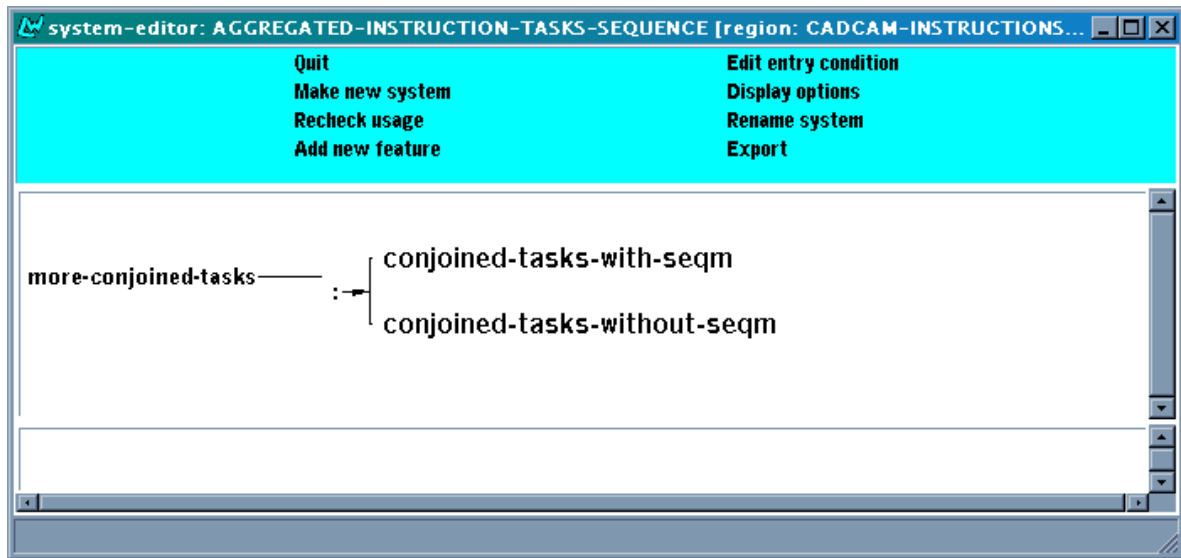 system-editor: AGGREGATED-INSTRUCTION-TASKS-SEQUENCE [region: CADCAM-INSTRUCTIONS...
Quit Edit entry condition
Make new system Display options
Recheck usage Rename system
Add new feature Export
conjoined-tasks-with-seqm
more-conjoined-tasks :
conjoined-tasks-without-seqm